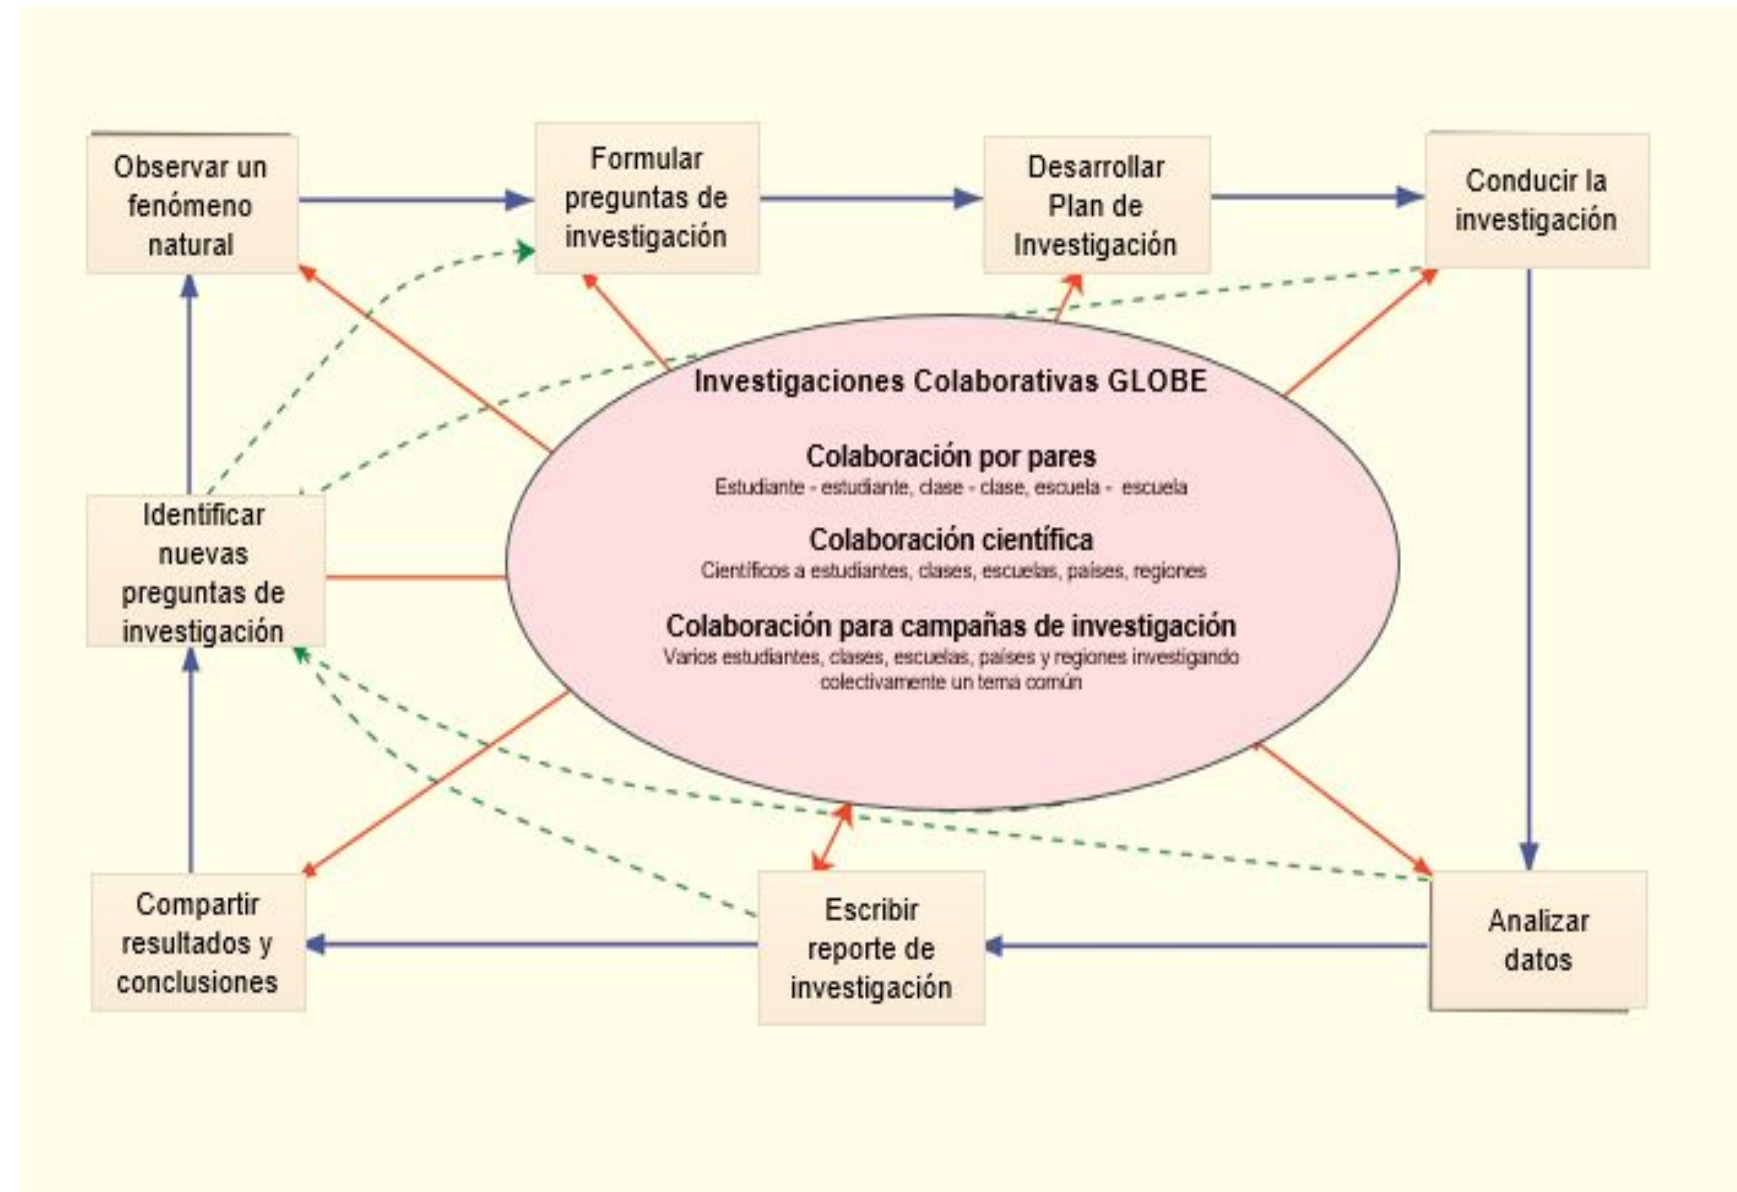 Observar un
fenómeno
natural
Formular
preguntas de
investigación
Desarrollar
Plan de
Investigación
Conducir la
investigación
Investigaciones Colaborativas GLOBE
Colaboración por pares
Estudiante - estudiante, clase - clase, escuela - escuela
Colaboración científica
Científicos a estudiantes, clases, escuelas, países, regiones
Colaboración para campañas de investigación
Varios estudiantes, clases, escuelas, países y regiones investigando
colectivamente un tema común
Identificar
nuevas
preguntas de
investigación
Compartir
resultados y
conclusiones
Escribir
reporte de
investigación
Analizar
datos